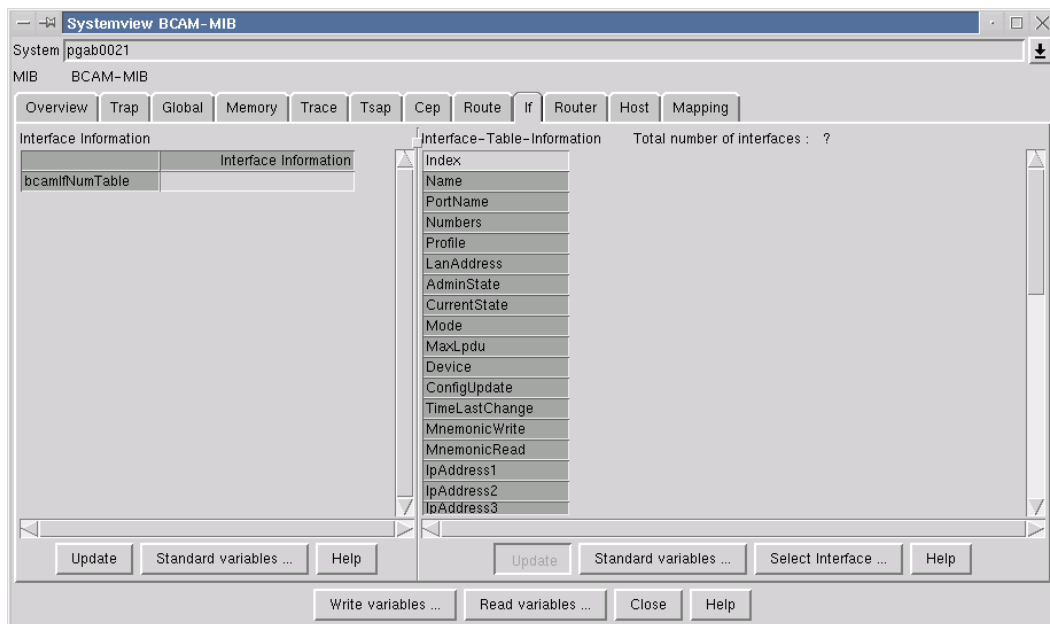 Systemview BCAM-MIB
System pgab0021
MIB BCAM-MIB
Overview Trap Global Memory Trace Tsap Cep Route If Router Host Mapping
Interface Information
Interface Information
bcamIfNumTable
Interface-Table-Information Total number of interfaces : ?
Index
Name
PortName
Numbers
Profile
LanAddress
AdminState
CurrentState
Mode
MaxLpdu
Device
ConfigUpdate
TimeLastChange
MnemonicWrite
MnemonicRead
IpAddress1
IpAddress2
IpAddress3
Update Standard variables ... Help
Update Standard variables ... Select Interface ... Help
Write variables ... Read variables ... Close Help